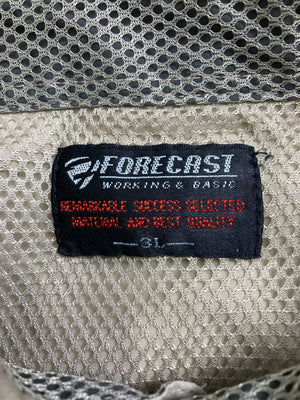 FORECAST
WORKING & BASIC
REMARKABLE SUCCESS SELECTED
MATERIAL AND BEST QUALITY
3L